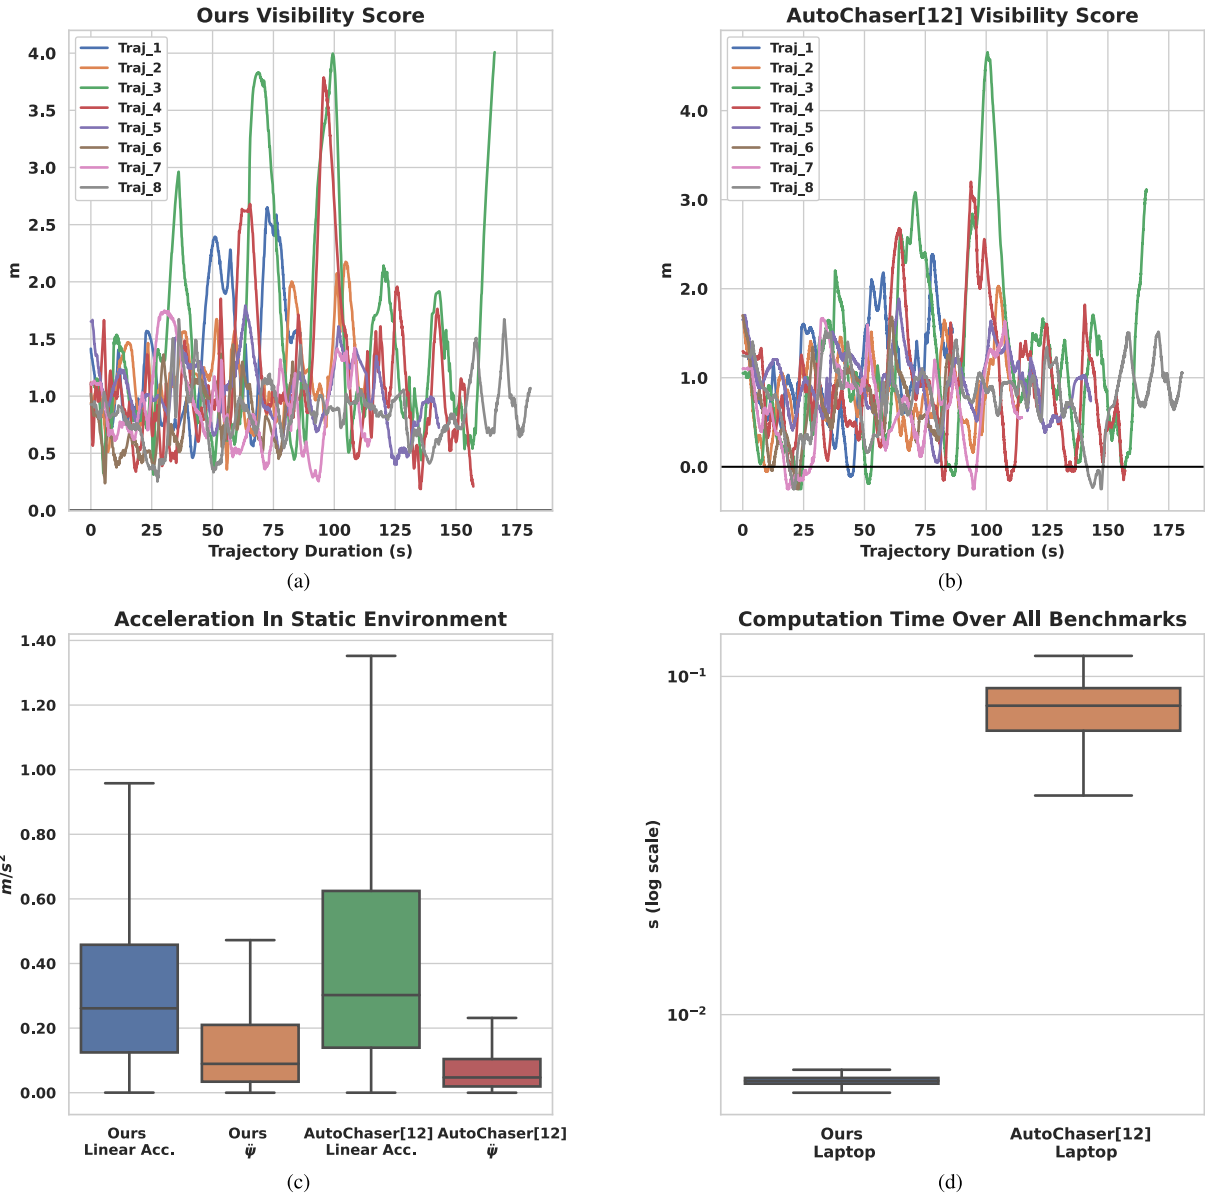 Ours Visibility Score
Traj_1
Traj_2
Traj_3
Traj_4
Traj_5
Traj_6
Traj_7
Traj_8
m
4.0
3.5
3.0
2.5
2.0
1.5
1.0
0.5
0.0
0 25 50 75 100 125 150 175
Trajectory Duration (s)
(a)
AutoChaser[12] Visibility Score
Traj_1
Traj_2
Traj_3
Traj_4
Traj_5
Traj_6
Traj_7
Traj_8
m
4.0
3.0
2.0
1.0
0.0
0 25 50 75 100 125 150 175
Trajectory Duration (s)
(b)
Acceleration In Static Environment
m/s²
1.40
1.20
1.00
0.80
0.60
0.40
0.20
0.00
Ours
Linear Acc.
Ours
ψ̈
AutoChaser[12]
Linear Acc.
AutoChaser[12]
ψ̈
(c)
Computation Time Over All Benchmarks
s (log scale)
10⁻¹
10⁻²
Ours
Laptop
AutoChaser[12]
Laptop
(d)